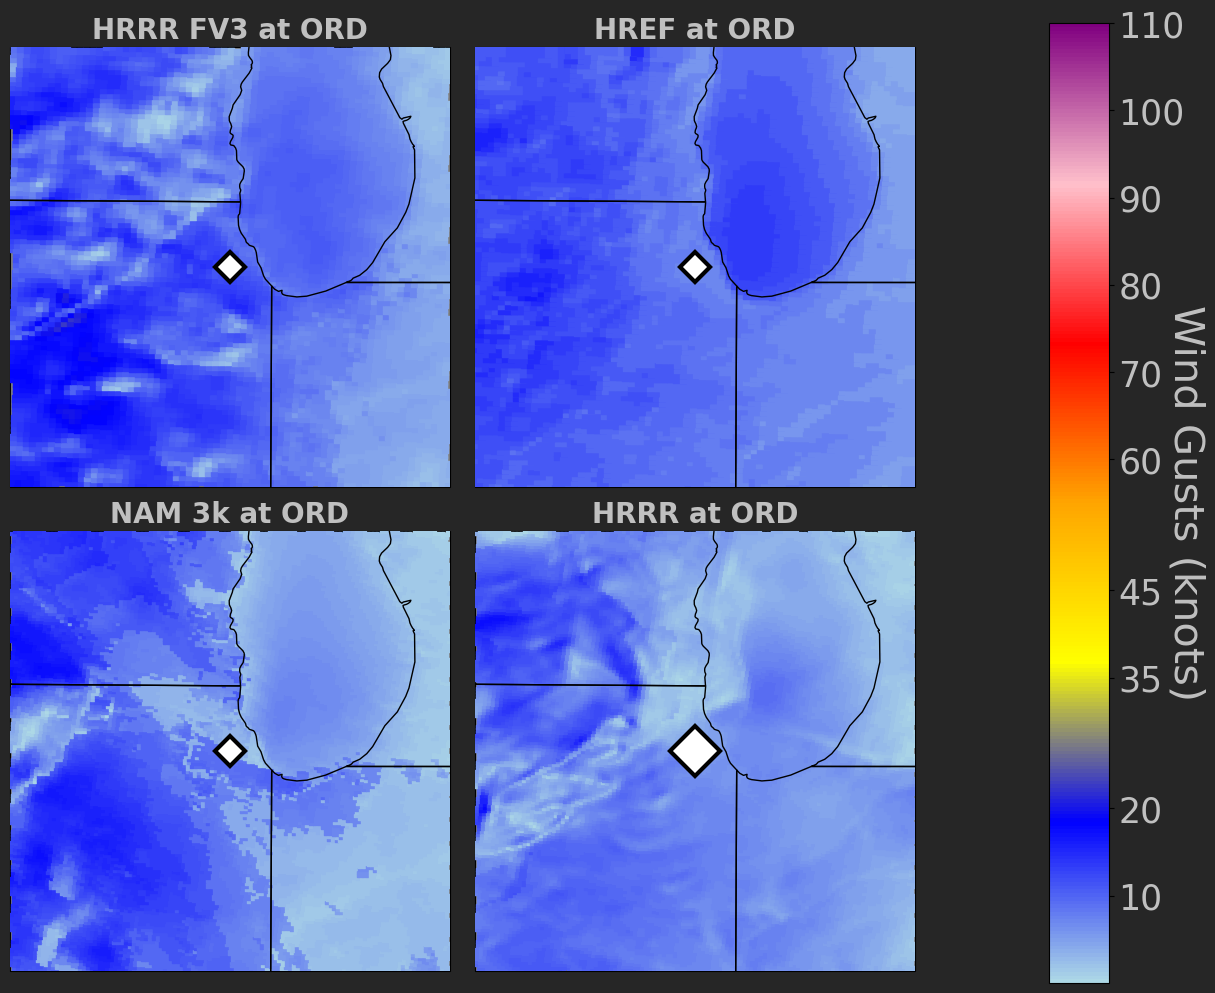 HRRR FV3 at ORD
HREF at ORD
NAM 3k at ORD
HRRR at ORD
110
100
90
80
70
60
45
35
20
10
Wind Gusts (knots)